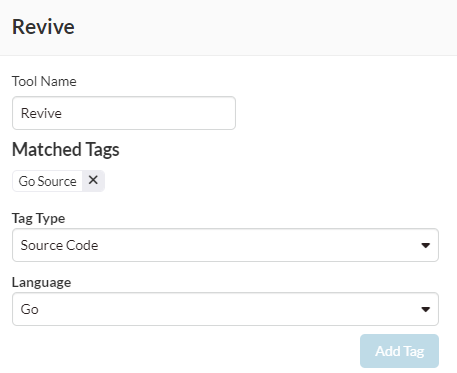 Revive
Tool Name
Revive
Matched Tags
Go Source ✕
Tag Type
Source Code
Language
Go
Add Tag